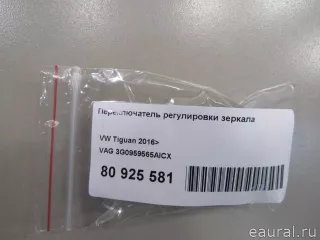 Переключатель регулировки зеркала
VW Tiguan 2016>
VAG 3G0959565AICX
80 925 581
eaural.ru